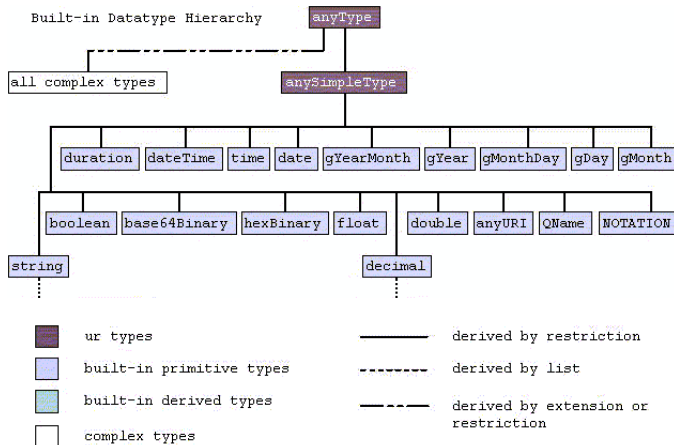 Built-in Datatype Hierarchy
anyType
all complex types
anySimpleType
duration dateTime time date gYearMonth gYear gMonthDay gDay gMonth
boolean base64Binary hexBinary float double anyURI QName NOTATION
string decimal
ur types
derived by restriction
built-in primitive types
derived by list
built-in derived types
derived by extension or
restriction
complex types